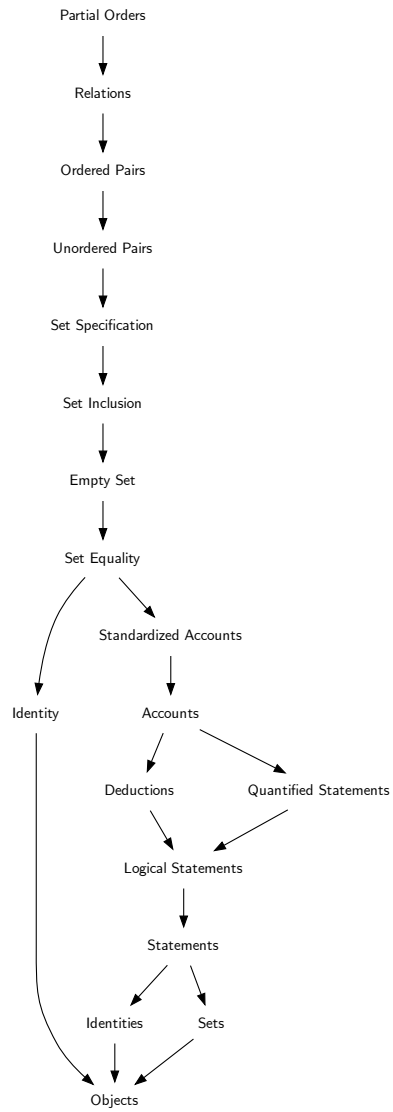 Partial Orders
Relations
Ordered Pairs
Unordered Pairs
Set Specification
Set Inclusion
Empty Set
Set Equality
Standardized Accounts
Identity
Accounts
Deductions
Quantified Statements
Logical Statements
Statements
Identities
Sets
Objects